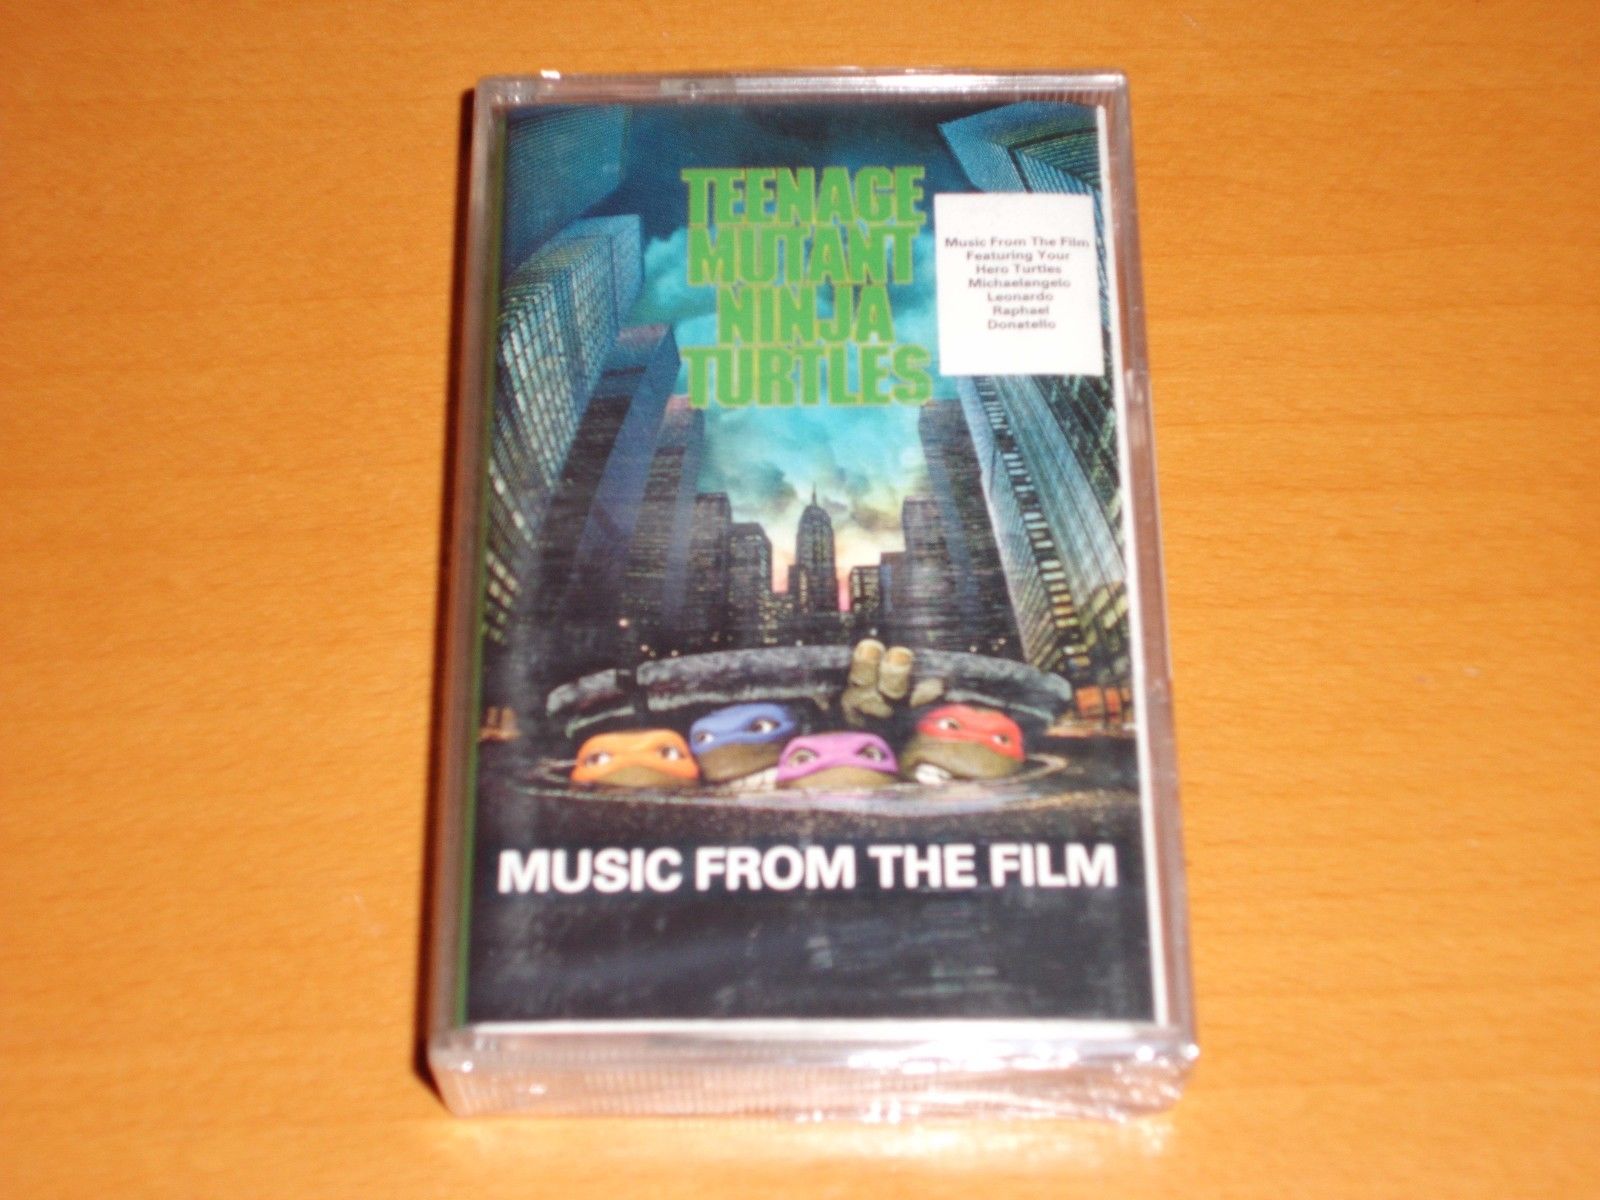 TEENAGE
MUTANT
NINJA
TURTLES
Music From The Film
Featuring Your
Hero Turtles
Michaelangelo
Leonardo
Raphael
Donatello
MUSIC FROM THE FILM